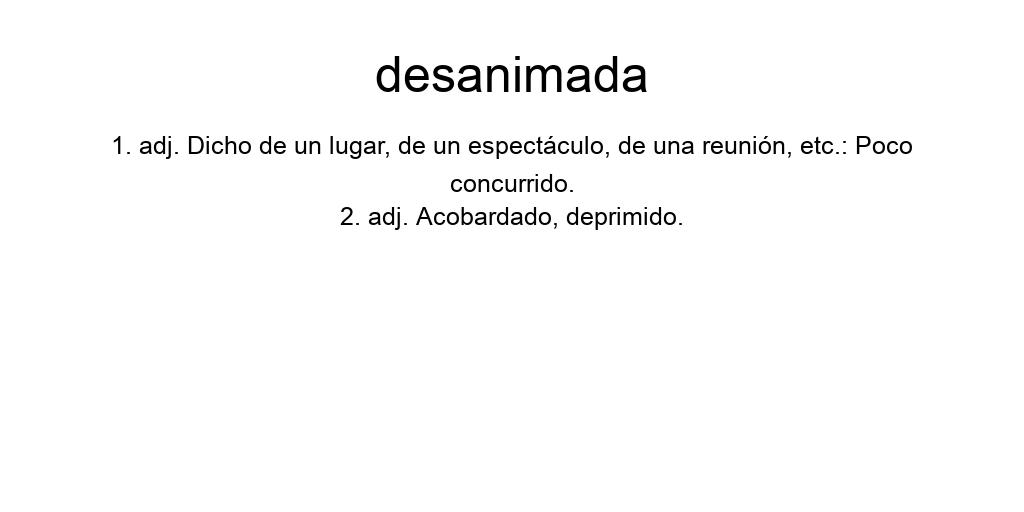 desanimada
1. adj. Dicho de un lugar, de un espectáculo, de una reunión, etc.: Poco
concurrido.
2. adj. Acobardado, deprimido.